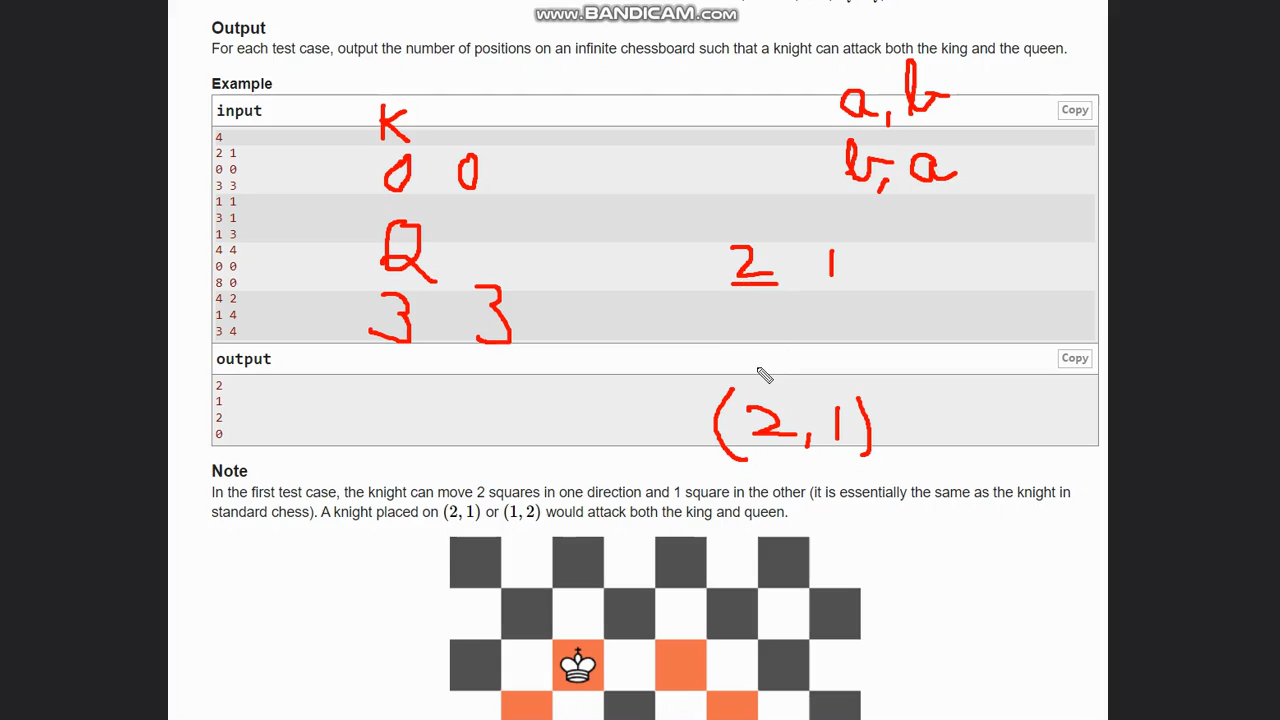 www.BANDICAM.com
Output
For each test case, output the number of positions on an infinite chessboard such that a knight can attack both the king and the queen.
Example
input
Copy
4
2 1
0 0
3 3
1 1
3 1
1 3
4 4
0 0
8 0
4 2
1 4
3 4
K
0 0
Q
3 3
a, b
b, a
2 1
output
Copy
2
1
2
0
(2, 1)
Note
In the first test case, the knight can move 2 squares in one direction and 1 square in the other (it is essentially the same as the knight in
standard chess). A knight placed on (2, 1) or (1, 2) would attack both the king and queen.